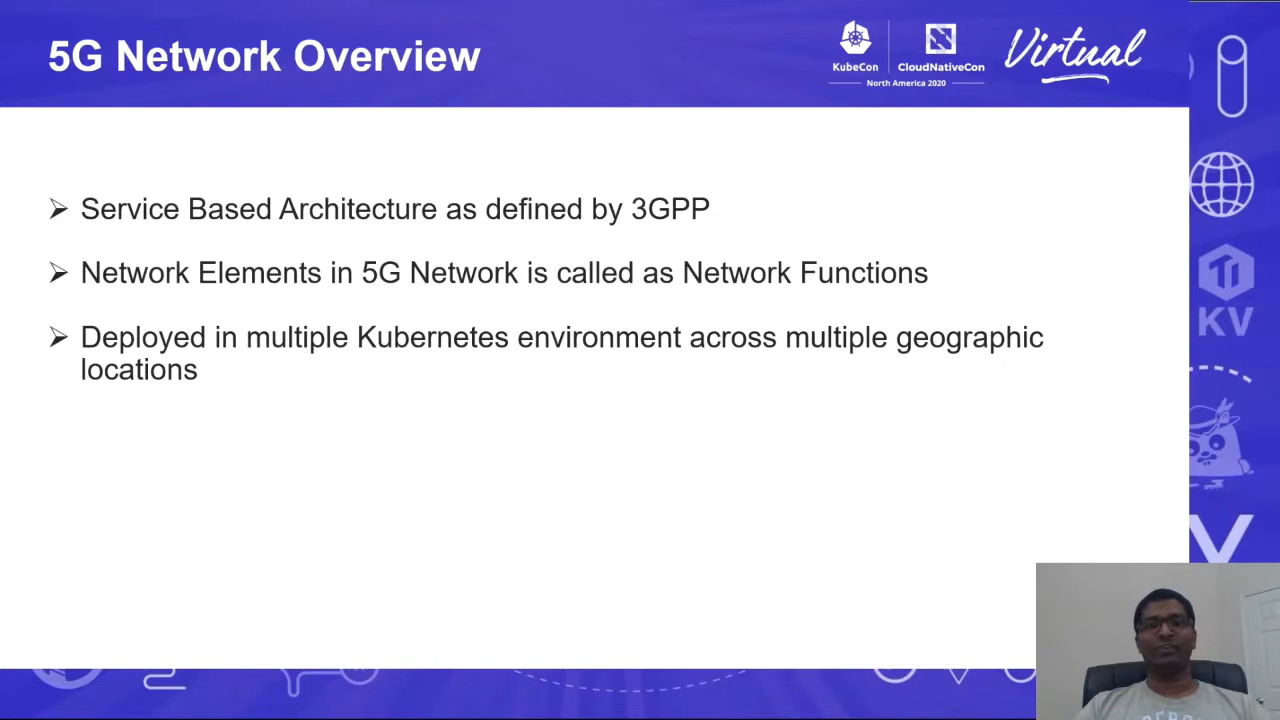 5G Network Overview
KubeCon
CloudNativeCon
North America 2020
Virtual
➢ Service Based Architecture as defined by 3GPP
➢ Network Elements in 5G Network is called as Network Functions
➢ Deployed in multiple Kubernetes environment across multiple geographic
locations
KV